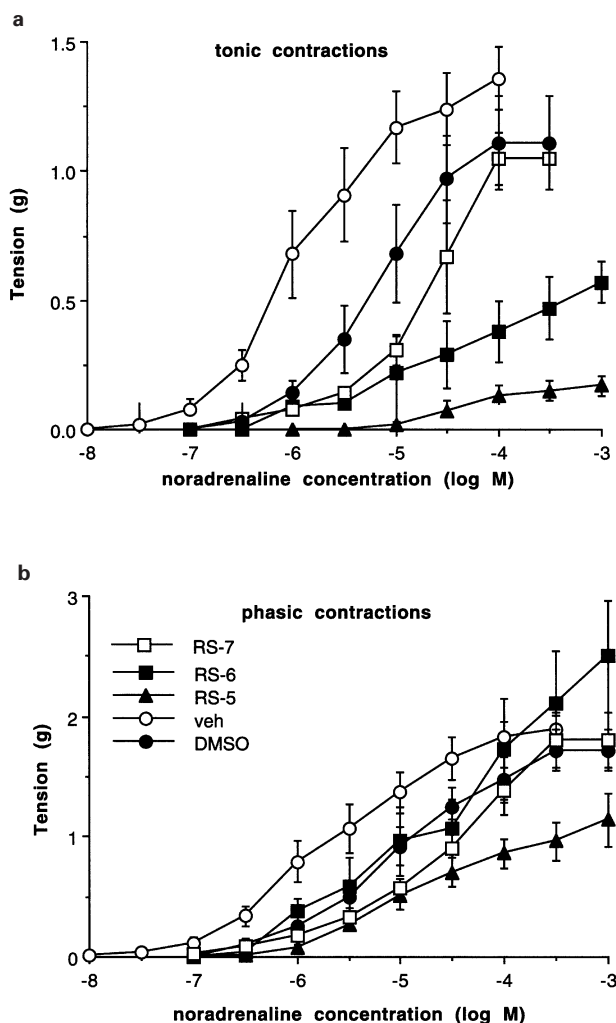 a
tonic contractions
1.5
1.0
0.5
0.0
Tension (g)
-8 -7 -6 -5 -4 -3
noradrenaline concentration (log M)
b
phasic contractions
3
2
1
0
Tension (g)
RS-7
RS-6
RS-5
veh
DMSO
-8 -7 -6 -5 -4 -3
noradrenaline concentration (log M)